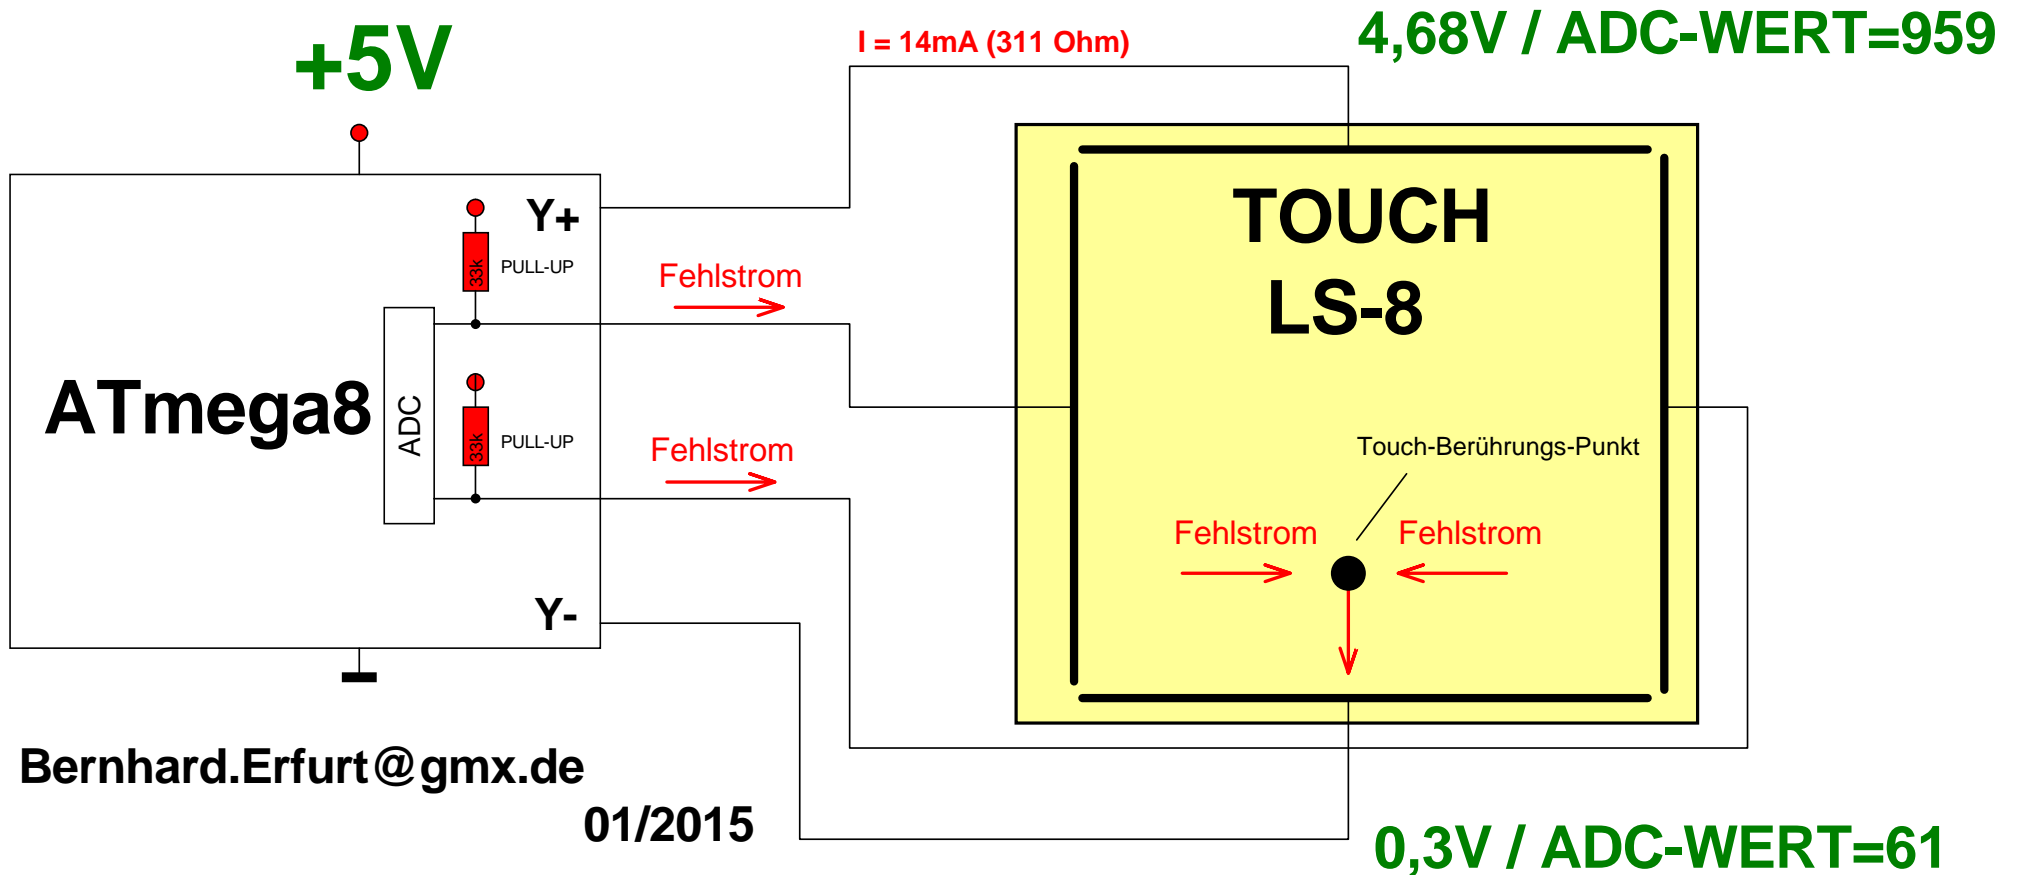 +5V
I = 14mA (311 Ohm)
4,68V / ADC-WERT=959
Y+
33k
PULL-UP
Fehlstrom
TOUCH
LS-8
ATmega8
ADC
33k
PULL-UP
Fehlstrom
Touch-Berührungs-Punkt
Fehlstrom
Fehlstrom
Y-
Bernhard.Erfurt@gmx.de
01/2015
0,3V / ADC-WERT=61